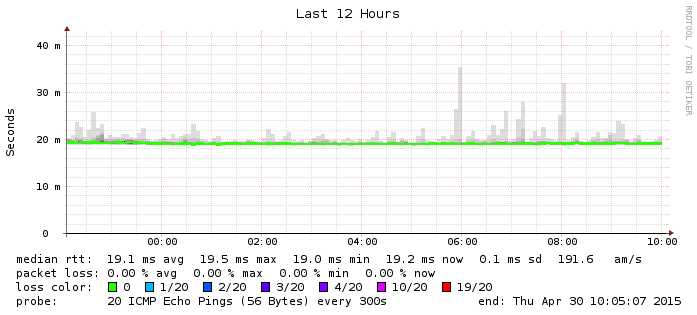 Last 12 Hours
RRDTOOL / TOBI OETIKER
Seconds
40 m
30 m
20 m
10 m
0
00:00 02:00 04:00 06:00 08:00 10:00
median rtt: 19.1 ms avg 19.5 ms max 19.0 ms min 19.2 ms now 0.1 ms sd 191.6 am/s
packet loss: 0.00 % avg 0.00 % max 0.00 % min 0.00 % now
loss color: 0 1/20 2/20 3/20 4/20 10/20 19/20
probe: 20 ICMP Echo Pings (56 Bytes) every 300s end: Thu Apr 30 10:05:07 2015